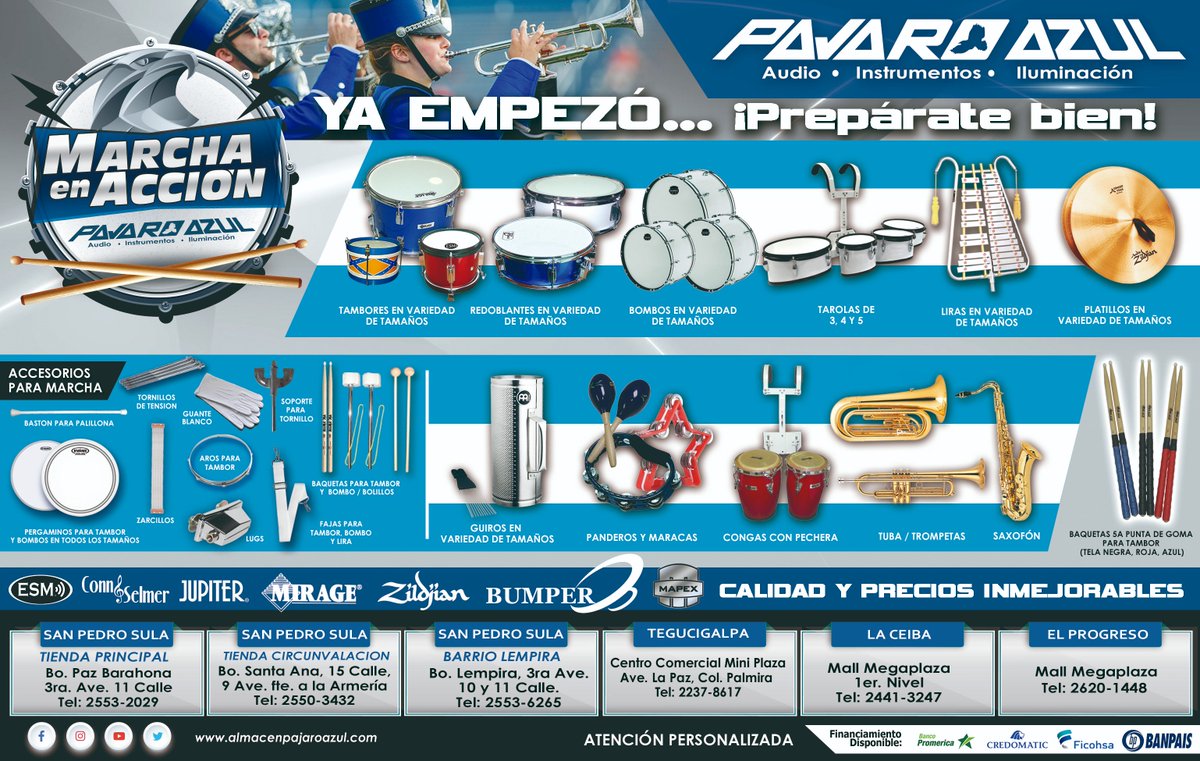 PAJARO AZUL
Audio • Instrumentos • Iluminación
YA EMPEZÓ... ¡Prepárate bien!
MARCHA
en ACCIÓN
PAJARO AZUL
Audio • Instrumentos • Iluminación
TAMBORES EN VARIEDAD
DE TAMAÑOS
REDOBLANTES EN VARIEDAD
DE TAMAÑOS
BOMBOS EN VARIEDAD
DE TAMAÑOS
TAROLAS DE
3, 4 Y 5
LIRAS EN VARIEDAD
DE TAMAÑOS
Zildjian
PLATILLOS EN
VARIEDAD DE TAMAÑOS
ACCESORIOS
PARA MARCHA
BASTON PARA PALILLONA
TORNILLOS
DE TENSION
GUANTE
BLANCO
SOPORTE
PARA
TORNILLO
PERGAMINOS PARA TAMBOR
Y BOMBOS EN TODOS LOS TAMAÑOS
ZARCILLOS
AROS PARA
TAMBOR
LUGS
BAQUETAS PARA TAMBOR
Y BOMBO / BOLILLOS
FAJAS PARA
TAMBOR, BOMBO
Y LIRA
GUIROS EN
VARIEDAD DE TAMAÑOS
PANDEROS Y MARACAS
CONGAS CON PECHERA
TUBA / TROMPETAS
SAXOFÓN
BAQUETAS 5A PUNTA DE GOMA
PARA TAMBOR
(TELA NEGRA, ROJA, AZUL)
ESM
Conn & Selmer
JUPITER
MIRAGE
Zildjian
BUMPER
MAPEX
CALIDAD Y PRECIOS INMEJORABLES
SAN PEDRO SULA
TIENDA PRINCIPAL
Bo. Paz Barahona
3ra. Ave. 11 Calle
Tel: 2553-2029
SAN PEDRO SULA
TIENDA CIRCUNVALACION
Bo. Santa Ana, 15 Calle,
9 Ave. fte. a la Armería
Tel: 2550-3432
SAN PEDRO SULA
BARRIO LEMPIRA
Bo. Lempira, 3ra Ave.
10 y 11 Calle.
Tel: 2553-6265
TEGUCIGALPA
Centro Comercial Mini Plaza
Ave. La Paz, Col. Palmira
Tel: 2237-8617
LA CEIBA
Mall Megaplaza
1er. Nivel
Tel: 2441-3247
EL PROGRESO
Mall Megaplaza
Tel: 2620-1448
www.almacenpajaroazul.com
ATENCIÓN PERSONALIZADA
Financiamiento
Disponible:
Banco
Promerica
CREDOMATIC
Ficohsa
BANPAIS